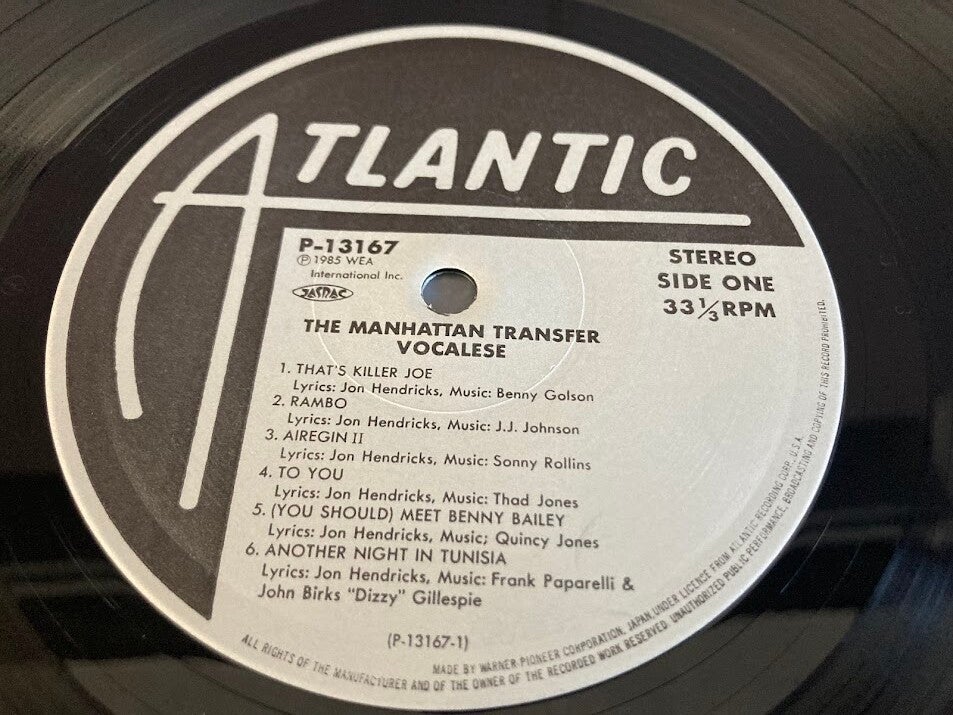 ATLANTIC
P-13167
Ⓟ1985 WEA
International Inc.
JASRAC
STEREO
SIDE ONE
33 1/3 RPM
THE MANHATTAN TRANSFER
VOCALESE
1. THAT'S KILLER JOE
Lyrics: Jon Hendricks, Music: Benny Golson
2. RAMBO
Lyrics: Jon Hendricks, Music: J.J. Johnson
3. AIREGIN II
Lyrics: Jon Hendricks, Music: Sonny Rollins
4. TO YOU
Lyrics: Jon Hendricks, Music: Thad Jones
5. (YOU SHOULD) MEET BENNY BAILEY
Lyrics: Jon Hendricks, Music; Quincy Jones
6. ANOTHER NIGHT IN TUNISIA
Lyrics: Jon Hendricks, Music: Frank Paparelli &
John Birks "Dizzy" Gillespie
(P-13167-1)
MADE BY WARNER-PIONEER CORPORATION, JAPAN UNDER LICENCE FROM ATLANTIC RECORDING CORP., U.S.A.
ALL RIGHTS OF THE MANUFACTURER AND OF THE OWNER OF THE RECORDED WORK RESERVED. UNAUTHORIZED PUBLIC PERFORMANCE, BROADCASTING AND COPYING OF THIS RECORD PROHIBITED.